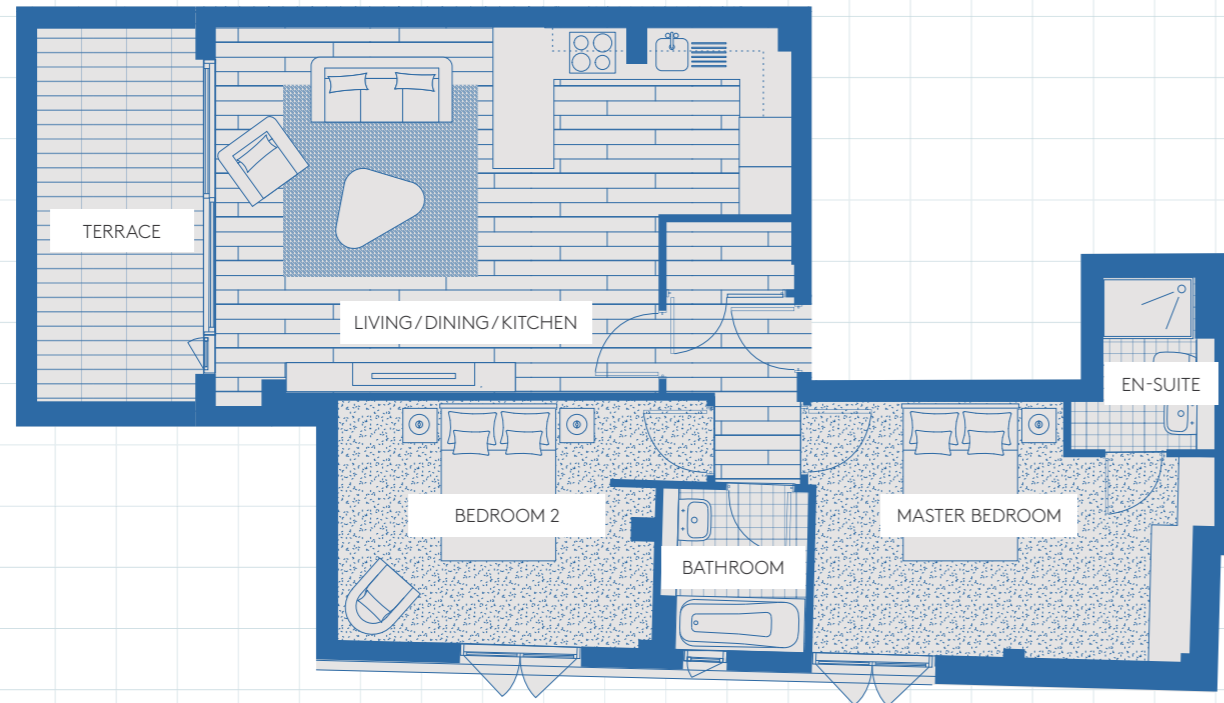 TERRACE
LIVING/DINING/KITCHEN
EN-SUITE
BEDROOM 2
MASTER BEDROOM
BATHROOM